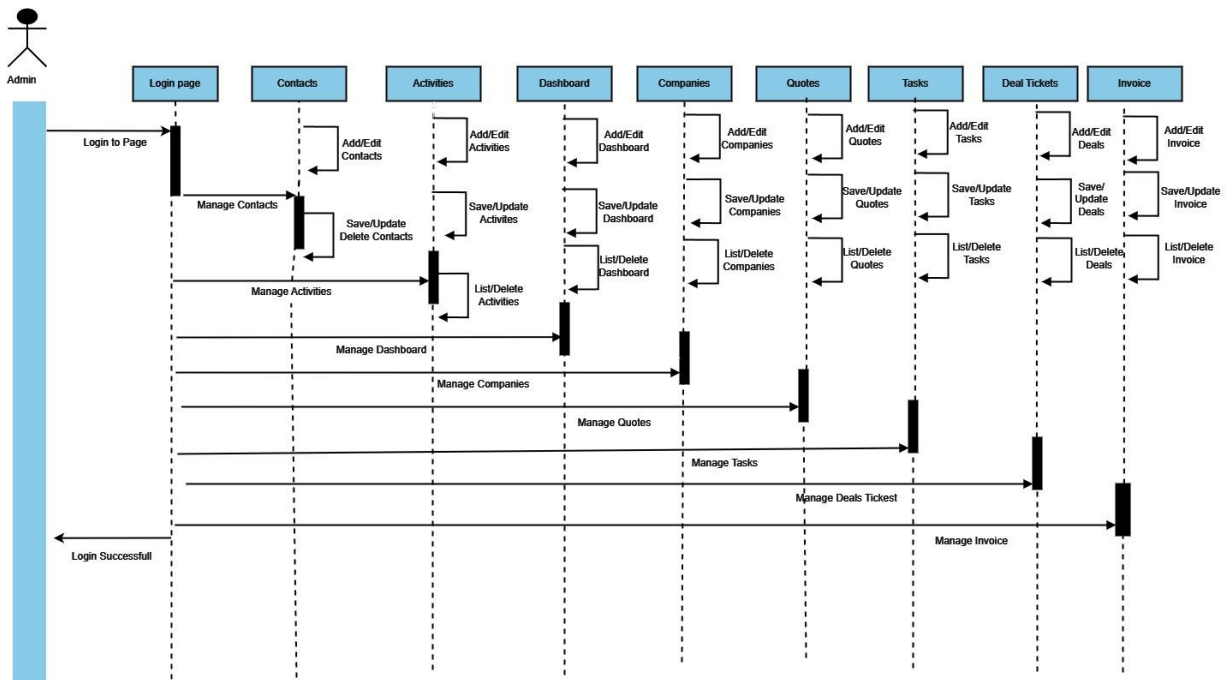 Admin
Login page
Contacts
Activities
Dashboard
Companies
Quotes
Tasks
Deal Tickets
Invoice
Login to Page
Add/Edit
Contacts
Add/Edit
Activities
Add/Edit
Dashboard
Add/Edit
Companies
Add/Edit
Quotes
Add/Edit
Tasks
Add/Edit
Deals
Add/Edit
Invoice
Manage Contacts
Save/Update
Delete Contacts
Save/Update
Activites
Save/Update
Dashboard
Save/Update
Companies
Save/Update
Quotes
Save/Update
Tasks
Save/
Update
Deals
Save/Update
Invoice
Manage Activities
List/Delete
Activities
List/Delete
Dashboard
List/Delete
Companies
List/Delete
Quotes
List/Delete
Tasks
List/Delete
Deals
List/Delete
Invoice
Manage Dashboard
Manage Companies
Manage Quotes
Manage Tasks
Manage Deals Tickest
Manage Invoice
Login Successfull